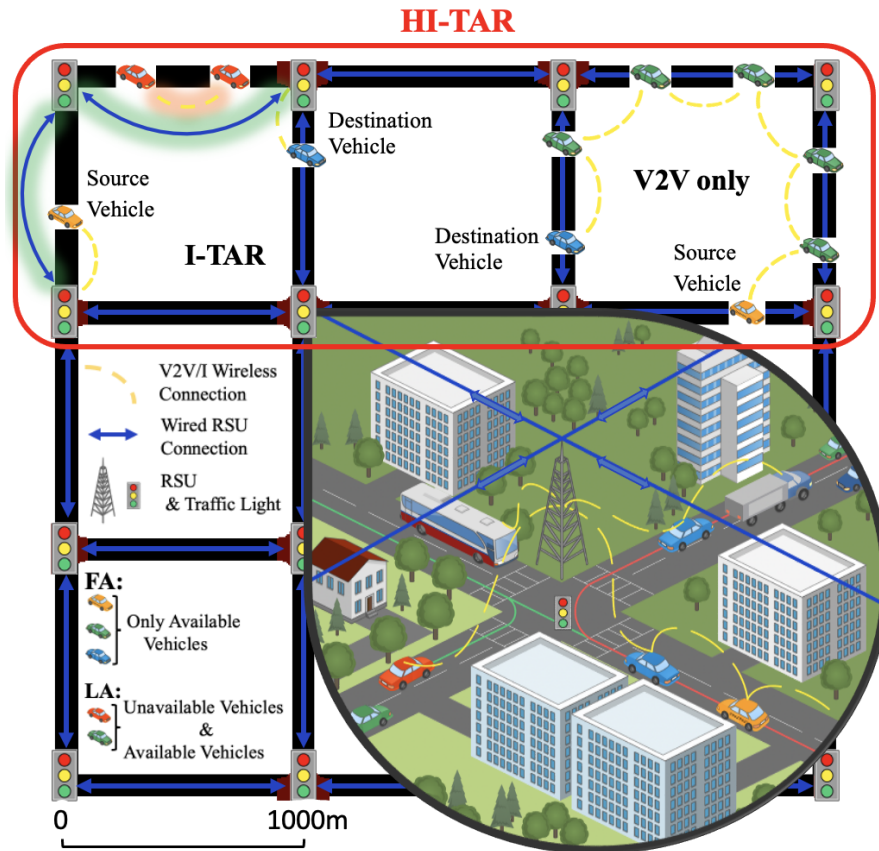 HI-TAR
Destination
Vehicle
Source
Vehicle
V2V only
I-TAR
Destination
Vehicle
Source
Vehicle
V2V/I Wireless
Connection
Wired RSU
Connection
RSU
& Traffic Light
FA:
Only Available
Vehicles
LA:
Unavailable Vehicles
&
Available Vehicles
0
1000m